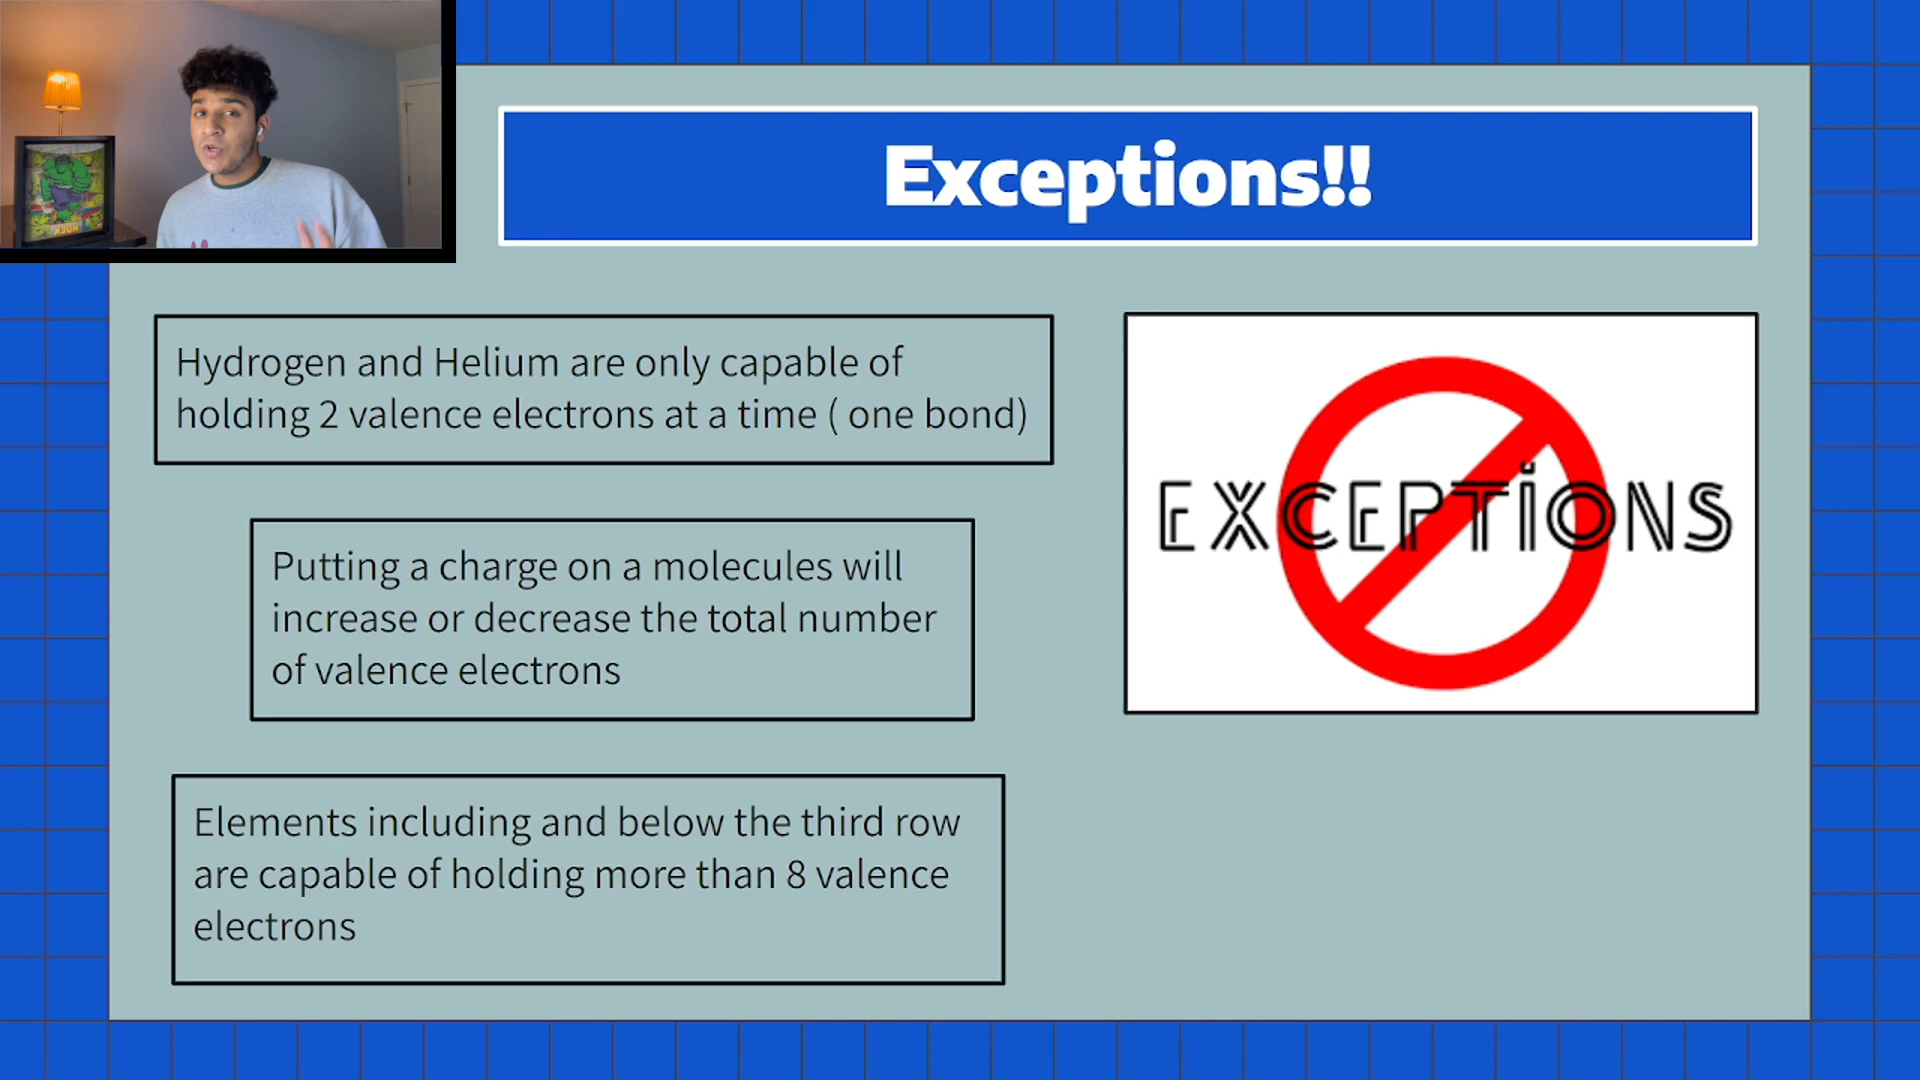 Exceptions!!
Hydrogen and Helium are only capable of
holding 2 valence electrons at a time ( one bond)
Putting a charge on a molecules will
increase or decrease the total number
of valence electrons
Elements including and below the third row
are capable of holding more than 8 valence
electrons
EXCEPTiONS